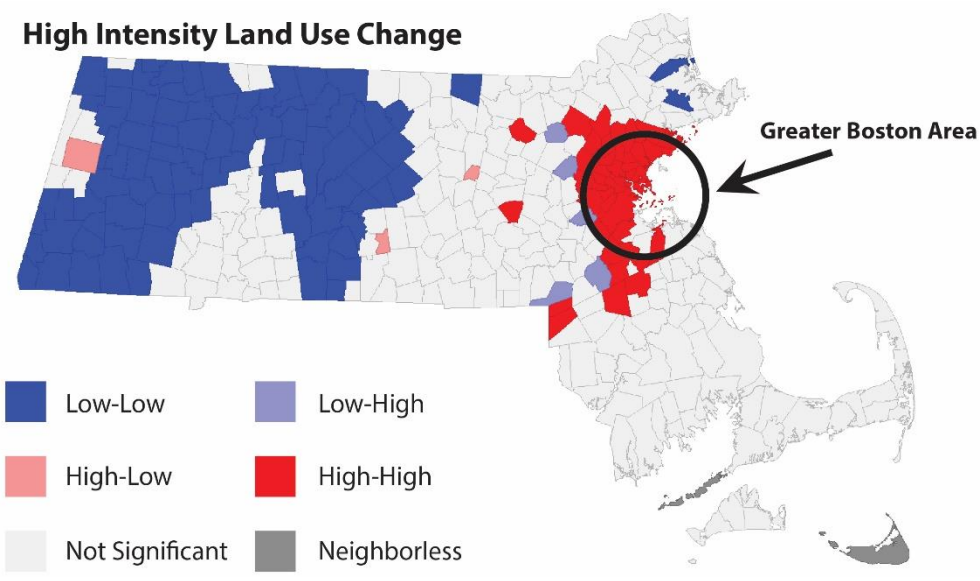 High Intensity Land Use Change
Greater Boston Area
Low-Low
Low-High
High-Low
High-High
Not Significant
Neighborless